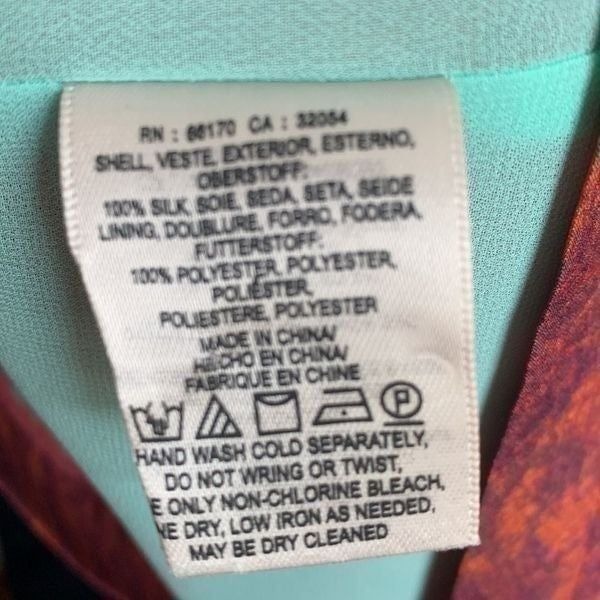 RN : 66170 CA : 32054
SHELL, VESTE, EXTERIOR, ESTERNO,
OBERSTOFF:
100% SILK, SOIE, SEDA, SETA, SEIDE
LINING, DOUBLURE, FORRO, FODERA,
FUTTERSTOFF:
100% POLYESTER, POLYESTER,
POLIÉSTER,
POLIESTERE, POLYESTER
MADE IN CHINA/
HECHO EN CHINA/
FABRIQUE EN CHINE
P
HAND WASH COLD SEPARATELY,
DO NOT WRING OR TWIST,
E ONLY NON-CHLORINE BLEACH,
NE DRY, LOW IRON AS NEEDED,
MAY BE DRY CLEANED